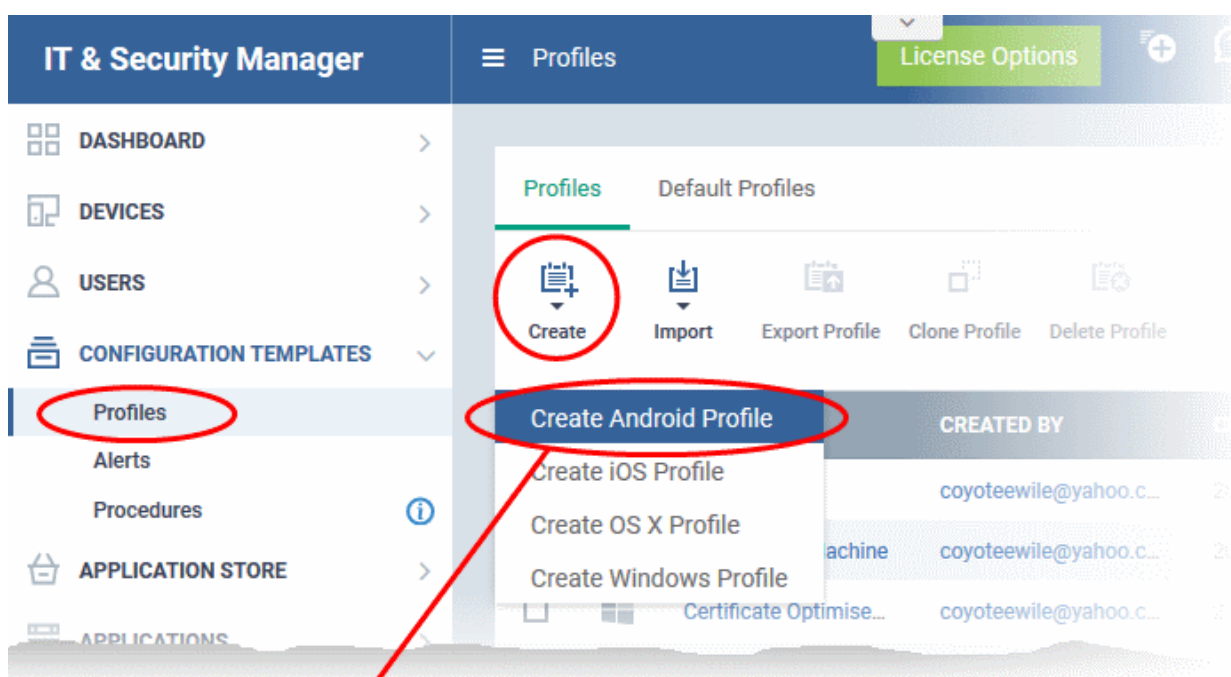 IT & Security Manager
Profiles
License Options
DASHBOARD
DEVICES
USERS
CONFIGURATION TEMPLATES
Profiles
Alerts
Procedures
APPLICATION STORE
APPLICATIONS
Profiles Default Profiles
Create Import Export Profile Clone Profile Delete Profile
Create Android Profile
CREATED BY
Create iOS Profile
coyoteewile@yahoo.c...
Create OS X Profile
achine coyoteewile@yahoo.c...
Create Windows Profile
Certificate Optimise... coyoteewile@yahoo.c...